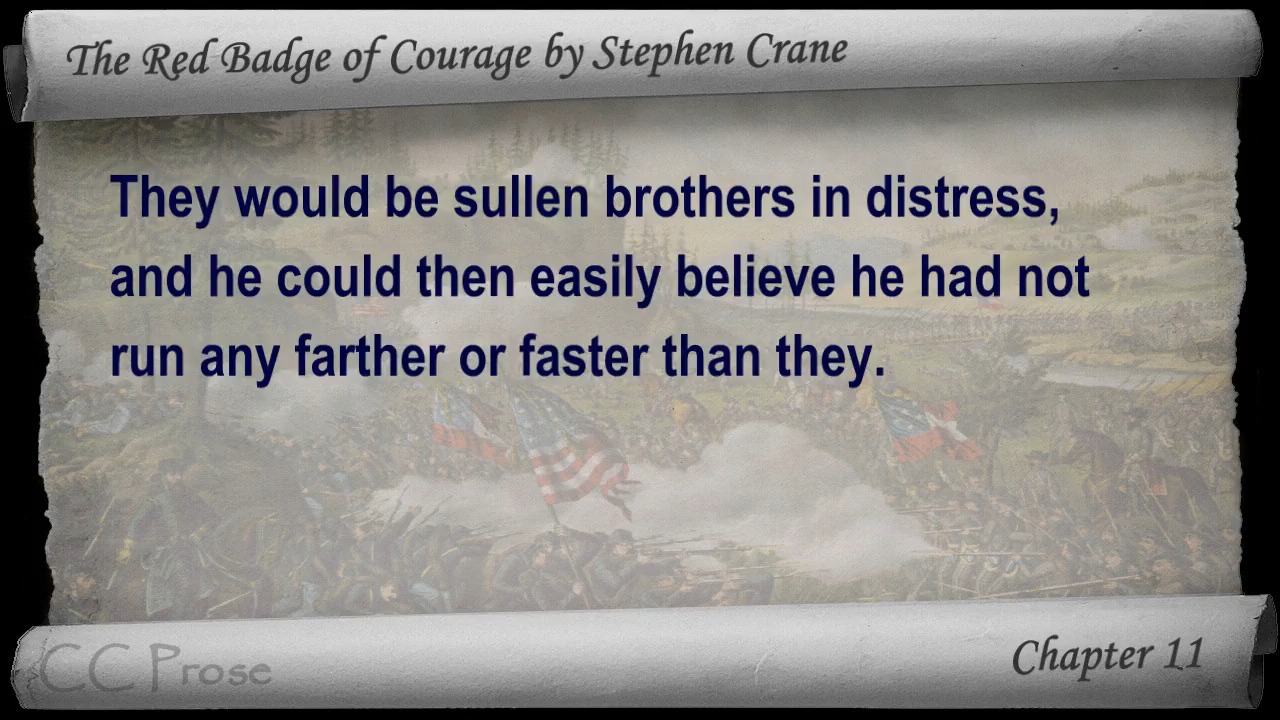 The Red Badge of Courage by Stephen Crane
They would be sullen brothers in distress,
and he could then easily believe he had not
run any farther or faster than they.
CC Prose
Chapter 11